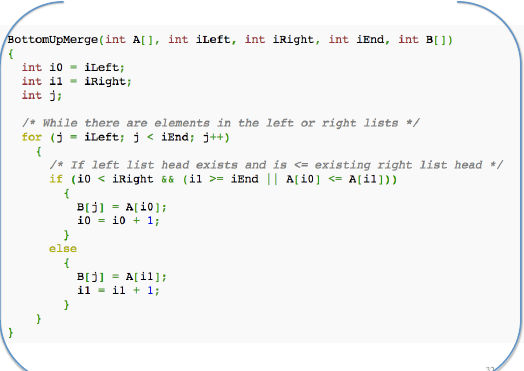 BottomUpMerge(int A[], int iLeft, int iRight, int iEnd, int B[])
{
int i0 = iLeft;
int i1 = iRight;
int j;
/* While there are elements in the left or right lists */
for (j = iLeft; j < iEnd; j++)
{
/* If left list head exists and is <= existing right list head */
if (i0 < iRight && (i1 >= iEnd || A[i0] <= A[i1]))
{
B[j] = A[i0];
i0 = i0 + 1;
}
else
{
B[j] = A[i1];
i1 = i1 + 1;
}
}
}